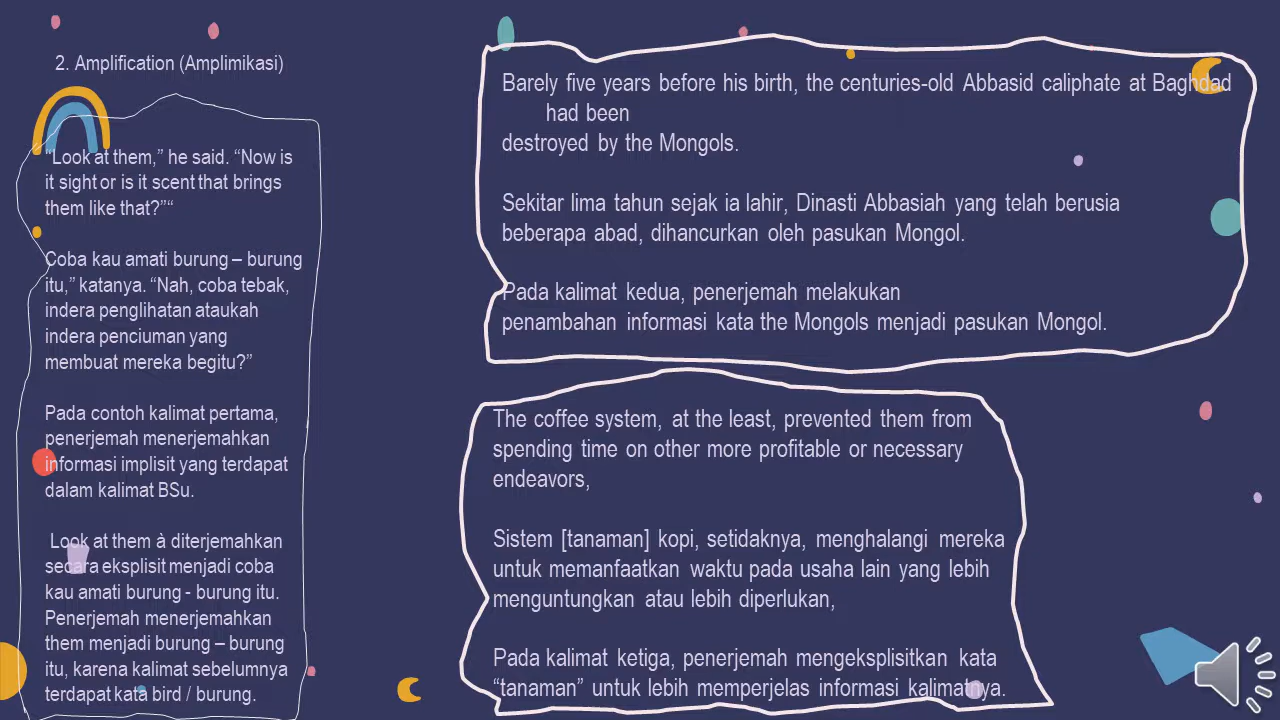 2. Amplification (Amplimikasi)
“Look at them,” he said. “Now is
it sight or is it scent that brings
them like that?”“
Coba kau amati burung – burung
itu,” katanya. “Nah, coba tebak,
indera penglihatan ataukah
indera penciuman yang
membuat mereka begitu?”
Pada contoh kalimat pertama,
penerjemah menerjemahkan
informasi implisit yang terdapat
dalam kalimat BSu.
Look at them à diterjemahkan
secara eksplisit menjadi coba
kau amati burung - burung itu.
Penerjemah menerjemahkan
them menjadi burung – burung
itu, karena kalimat sebelumnya
terdapat kata bird / burung.
Barely five years before his birth, the centuries-old Abbasid caliphate at Baghdad
had been
destroyed by the Mongols.
Sekitar lima tahun sejak ia lahir, Dinasti Abbasiah yang telah berusia
beberapa abad, dihancurkan oleh pasukan Mongol.
Pada kalimat kedua, penerjemah melakukan
penambahan informasi kata the Mongols menjadi pasukan Mongol.
The coffee system, at the least, prevented them from
spending time on other more profitable or necessary
endeavors,
Sistem [tanaman] kopi, setidaknya, menghalangi mereka
untuk memanfaatkan waktu pada usaha lain yang lebih
menguntungkan atau lebih diperlukan,
Pada kalimat ketiga, penerjemah mengeksplisitkan kata
“tanaman” untuk lebih memperjelas informasi kalimatnya.